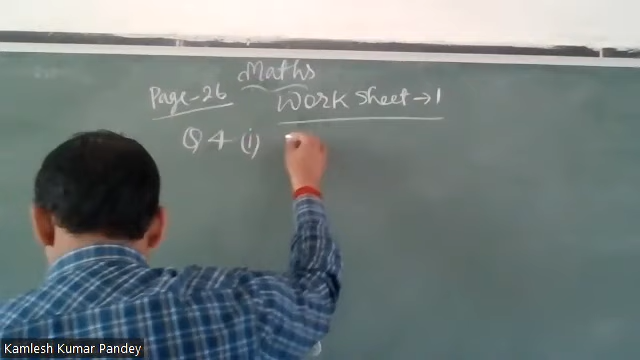 Maths
Page-26 Work Sheet→1
Q 4 (i)
Kamlesh Kumar Pandey